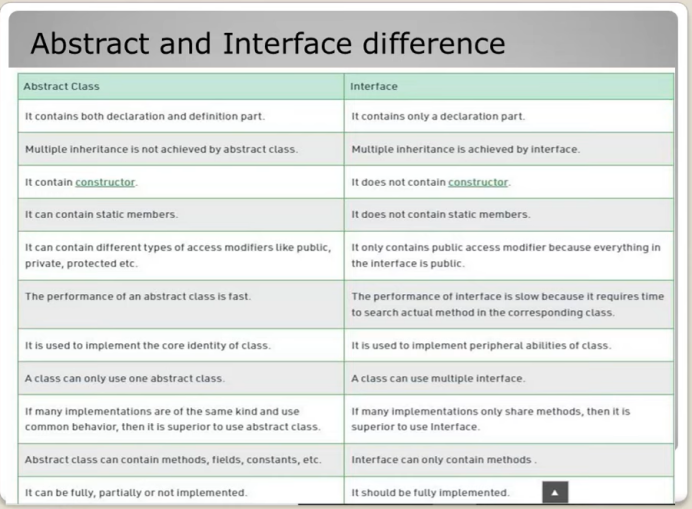 Abstract and Interface difference
Abstract Class
Interface
It contains both declaration and definition part.
It contains only a declaration part.
Multiple inheritance is not achieved by abstract class.
Multiple inheritance is achieved by interface.
It contain constructor.
It does not contain constructor.
It can contain static members.
It does not contain static members.
It can contain different types of access modifiers like public,
private, protected etc.
It only contains public access modifier because everything in
the interface is public.
The performance of an abstract class is fast.
The performance of interface is slow because it requires time
to search actual method in the corresponding class.
It is used to implement the core identity of class.
It is used to implement peripheral abilities of class.
A class can only use one abstract class.
A class can use multiple interface.
If many implementations are of the same kind and use
common behavior, then it is superior to use abstract class.
If many implementations only share methods, then it is
superior to use Interface.
Abstract class can contain methods, fields, constants, etc.
Interface can only contain methods .
It can be fully, partially or not implemented.
It should be fully implemented.